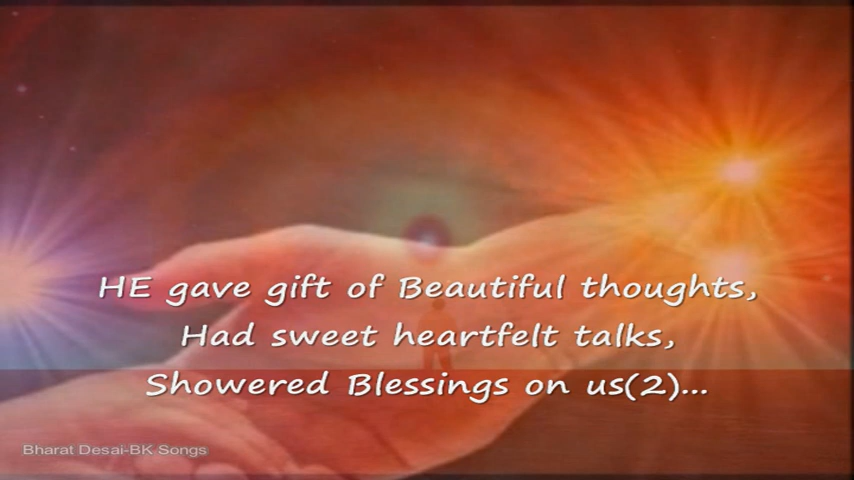 HE gave gift of Beautiful thoughts,
Had sweet heartfelt talks,
Showered Blessings on us(2)...
Bharat Desai-BK Songs